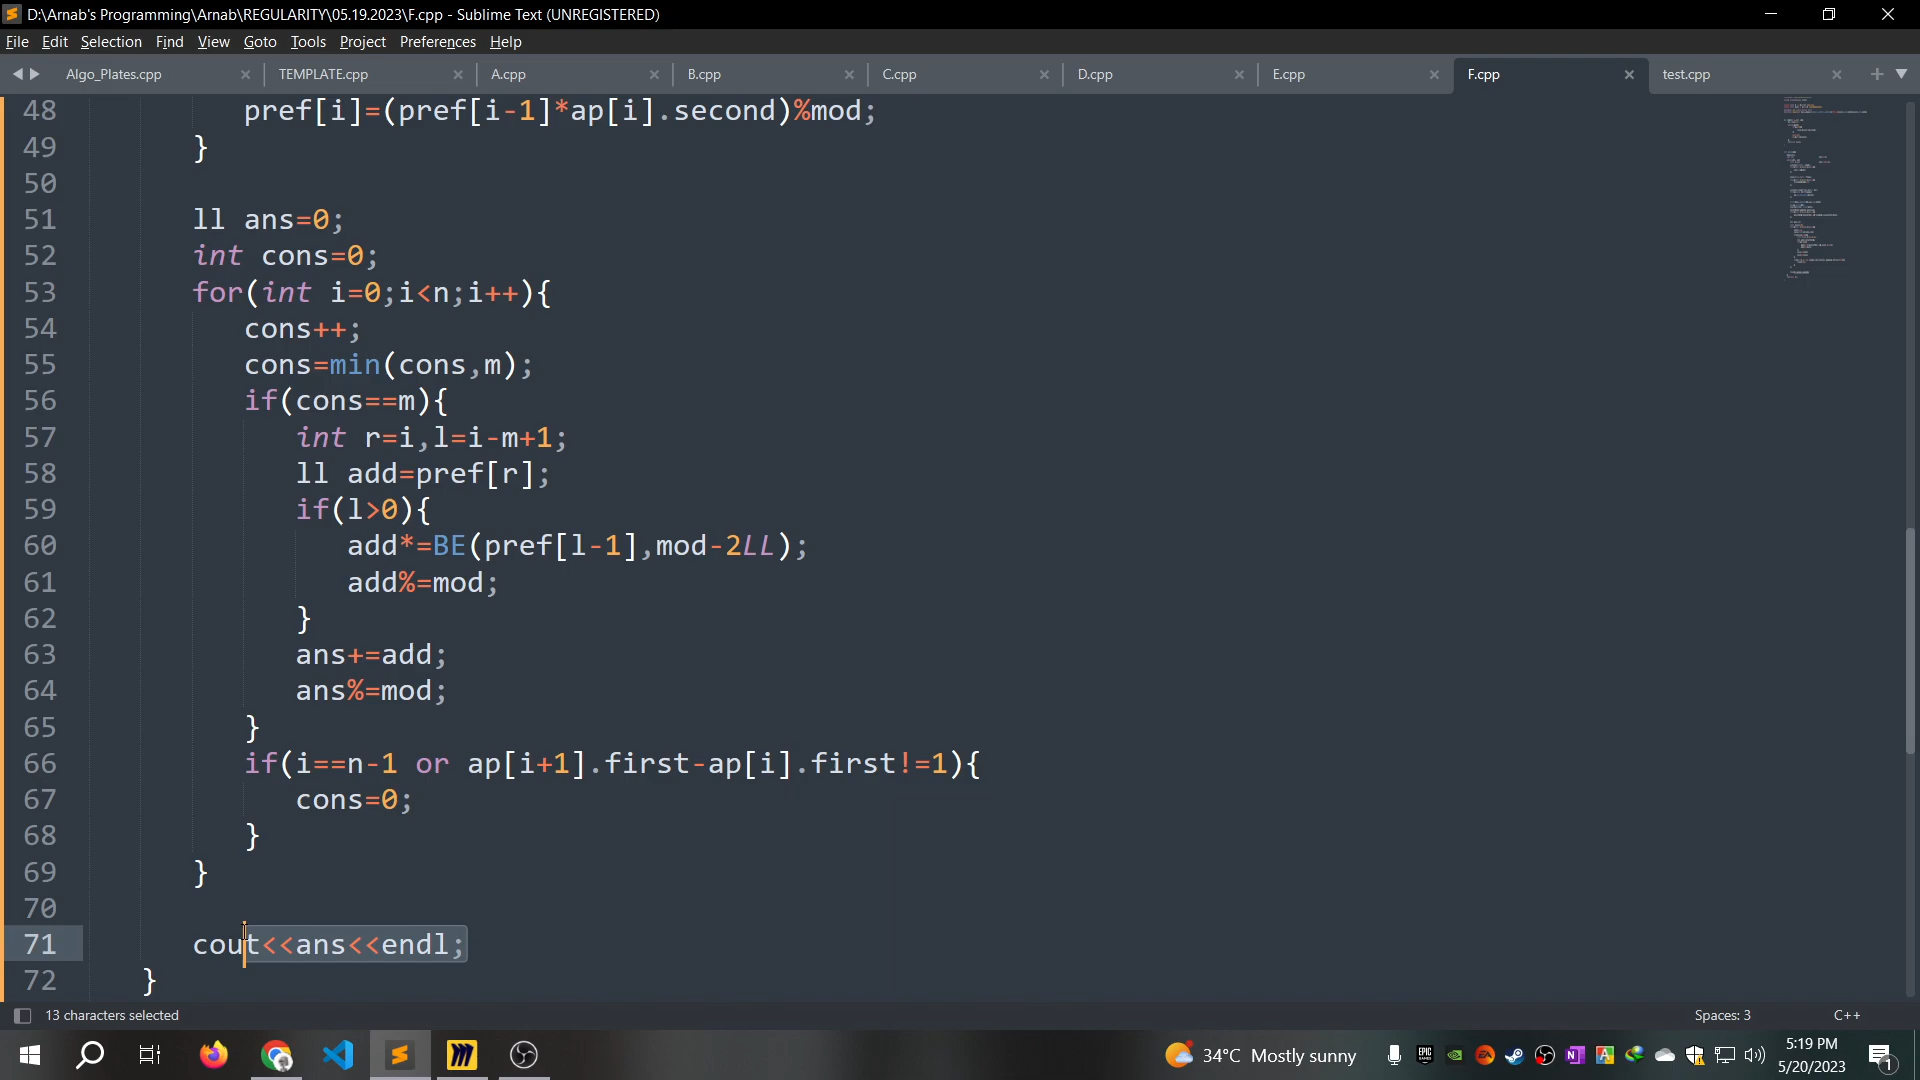 D:\Arnab's Programming\Arnab\REGULARITY\05.19.2023\F.cpp - Sublime Text (UNREGISTERED)
File Edit Selection Find View Goto Tools Project Preferences Help
Algo_Plates.cpp TEMPLATE.cpp A.cpp B.cpp C.cpp D.cpp E.cpp F.cpp test.cpp
48 pref[i]=(pref[i-1]*ap[i].second)%mod;
49 }
50
51 ll ans=0;
52 int cons=0;
53 for(int i=0;i<n;i++){
54 cons++;
55 cons=min(cons,m);
56 if(cons==m){
57 int r=i,l=i-m+1;
58 ll add=pref[r];
59 if(l>0){
60 add*=BE(pref[l-1],mod-2LL);
61 add%=mod;
62 }
63 ans+=add;
64 ans%=mod;
65 }
66 if(i==n-1 or ap[i+1].first-ap[i].first!=1){
67 cons=0;
68 }
69 }
70
71 cout<<ans<<endl;
72 }
13 characters selected Spaces: 3 C++
34°C Mostly sunny 5:19 PM
5/20/2023 1